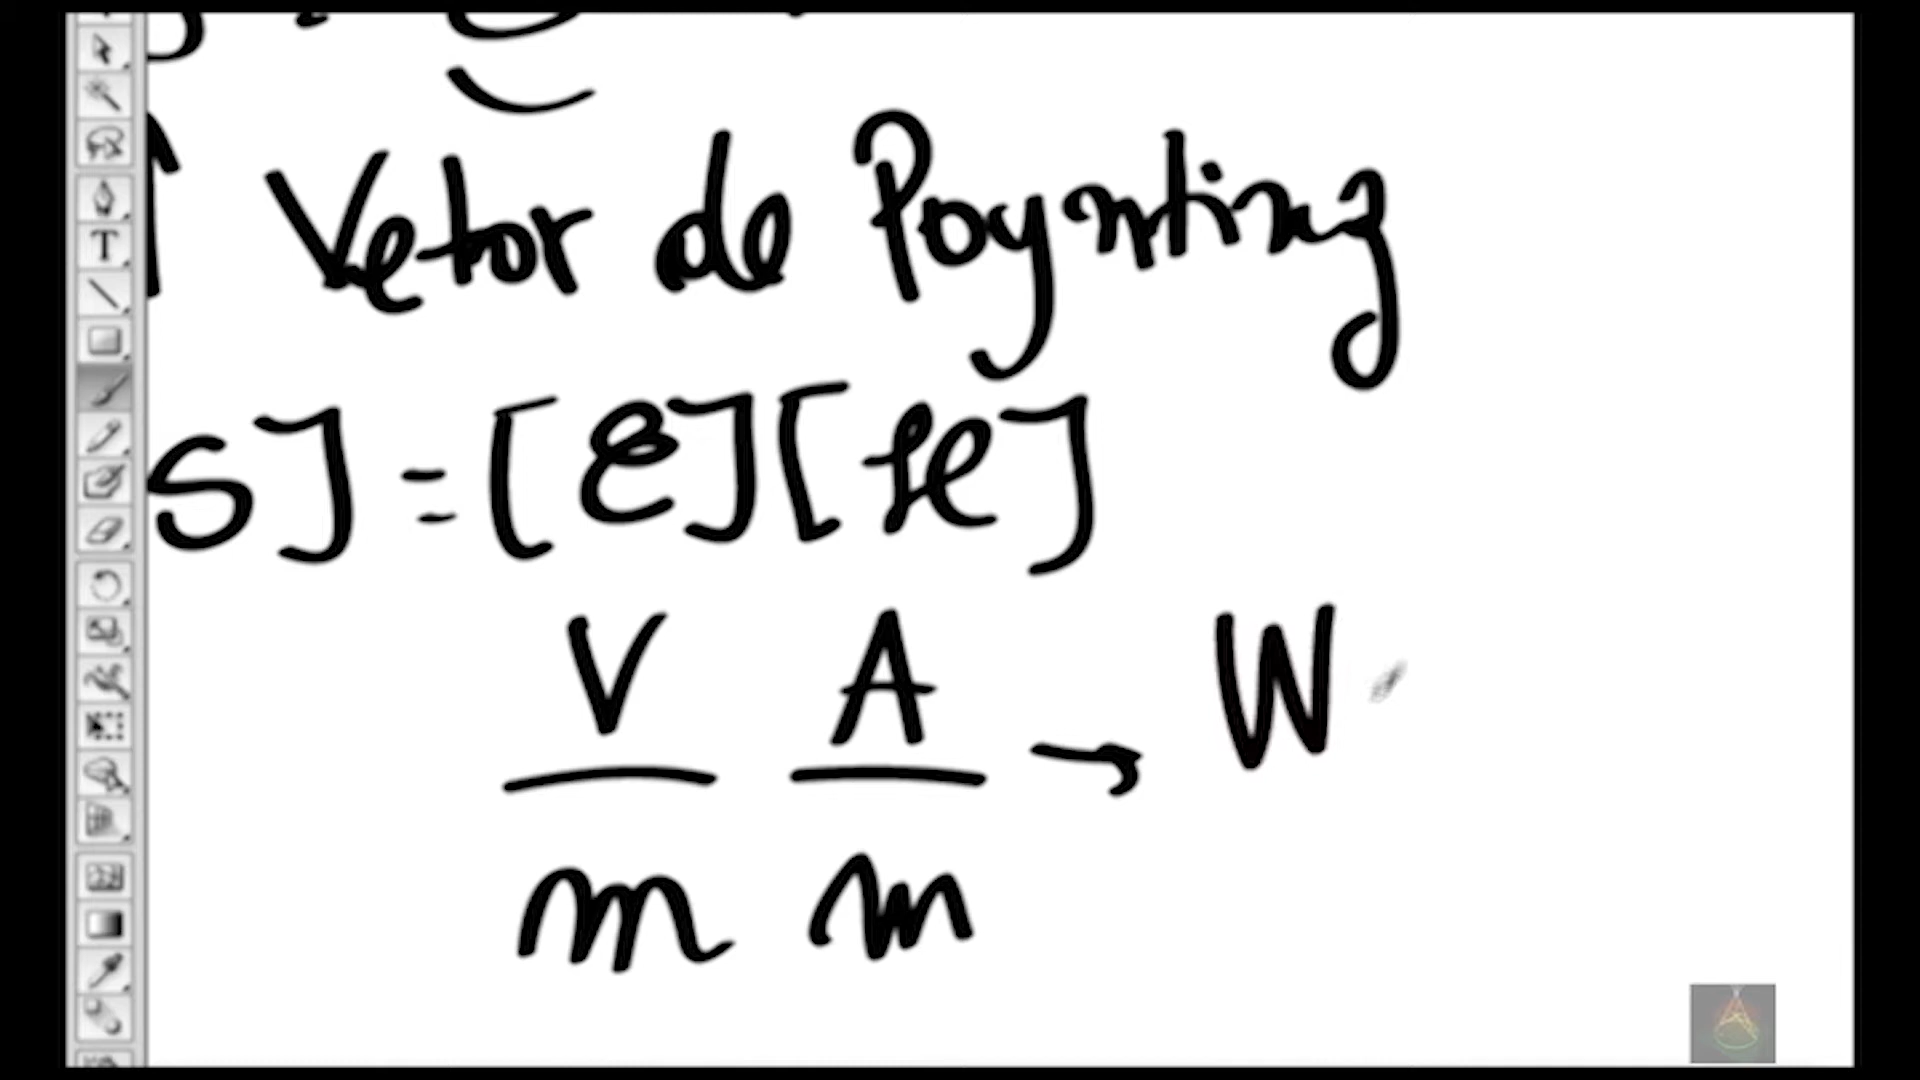 Vetor de Poynting
S] = [ℰ][ℋ]
V A → W
m m